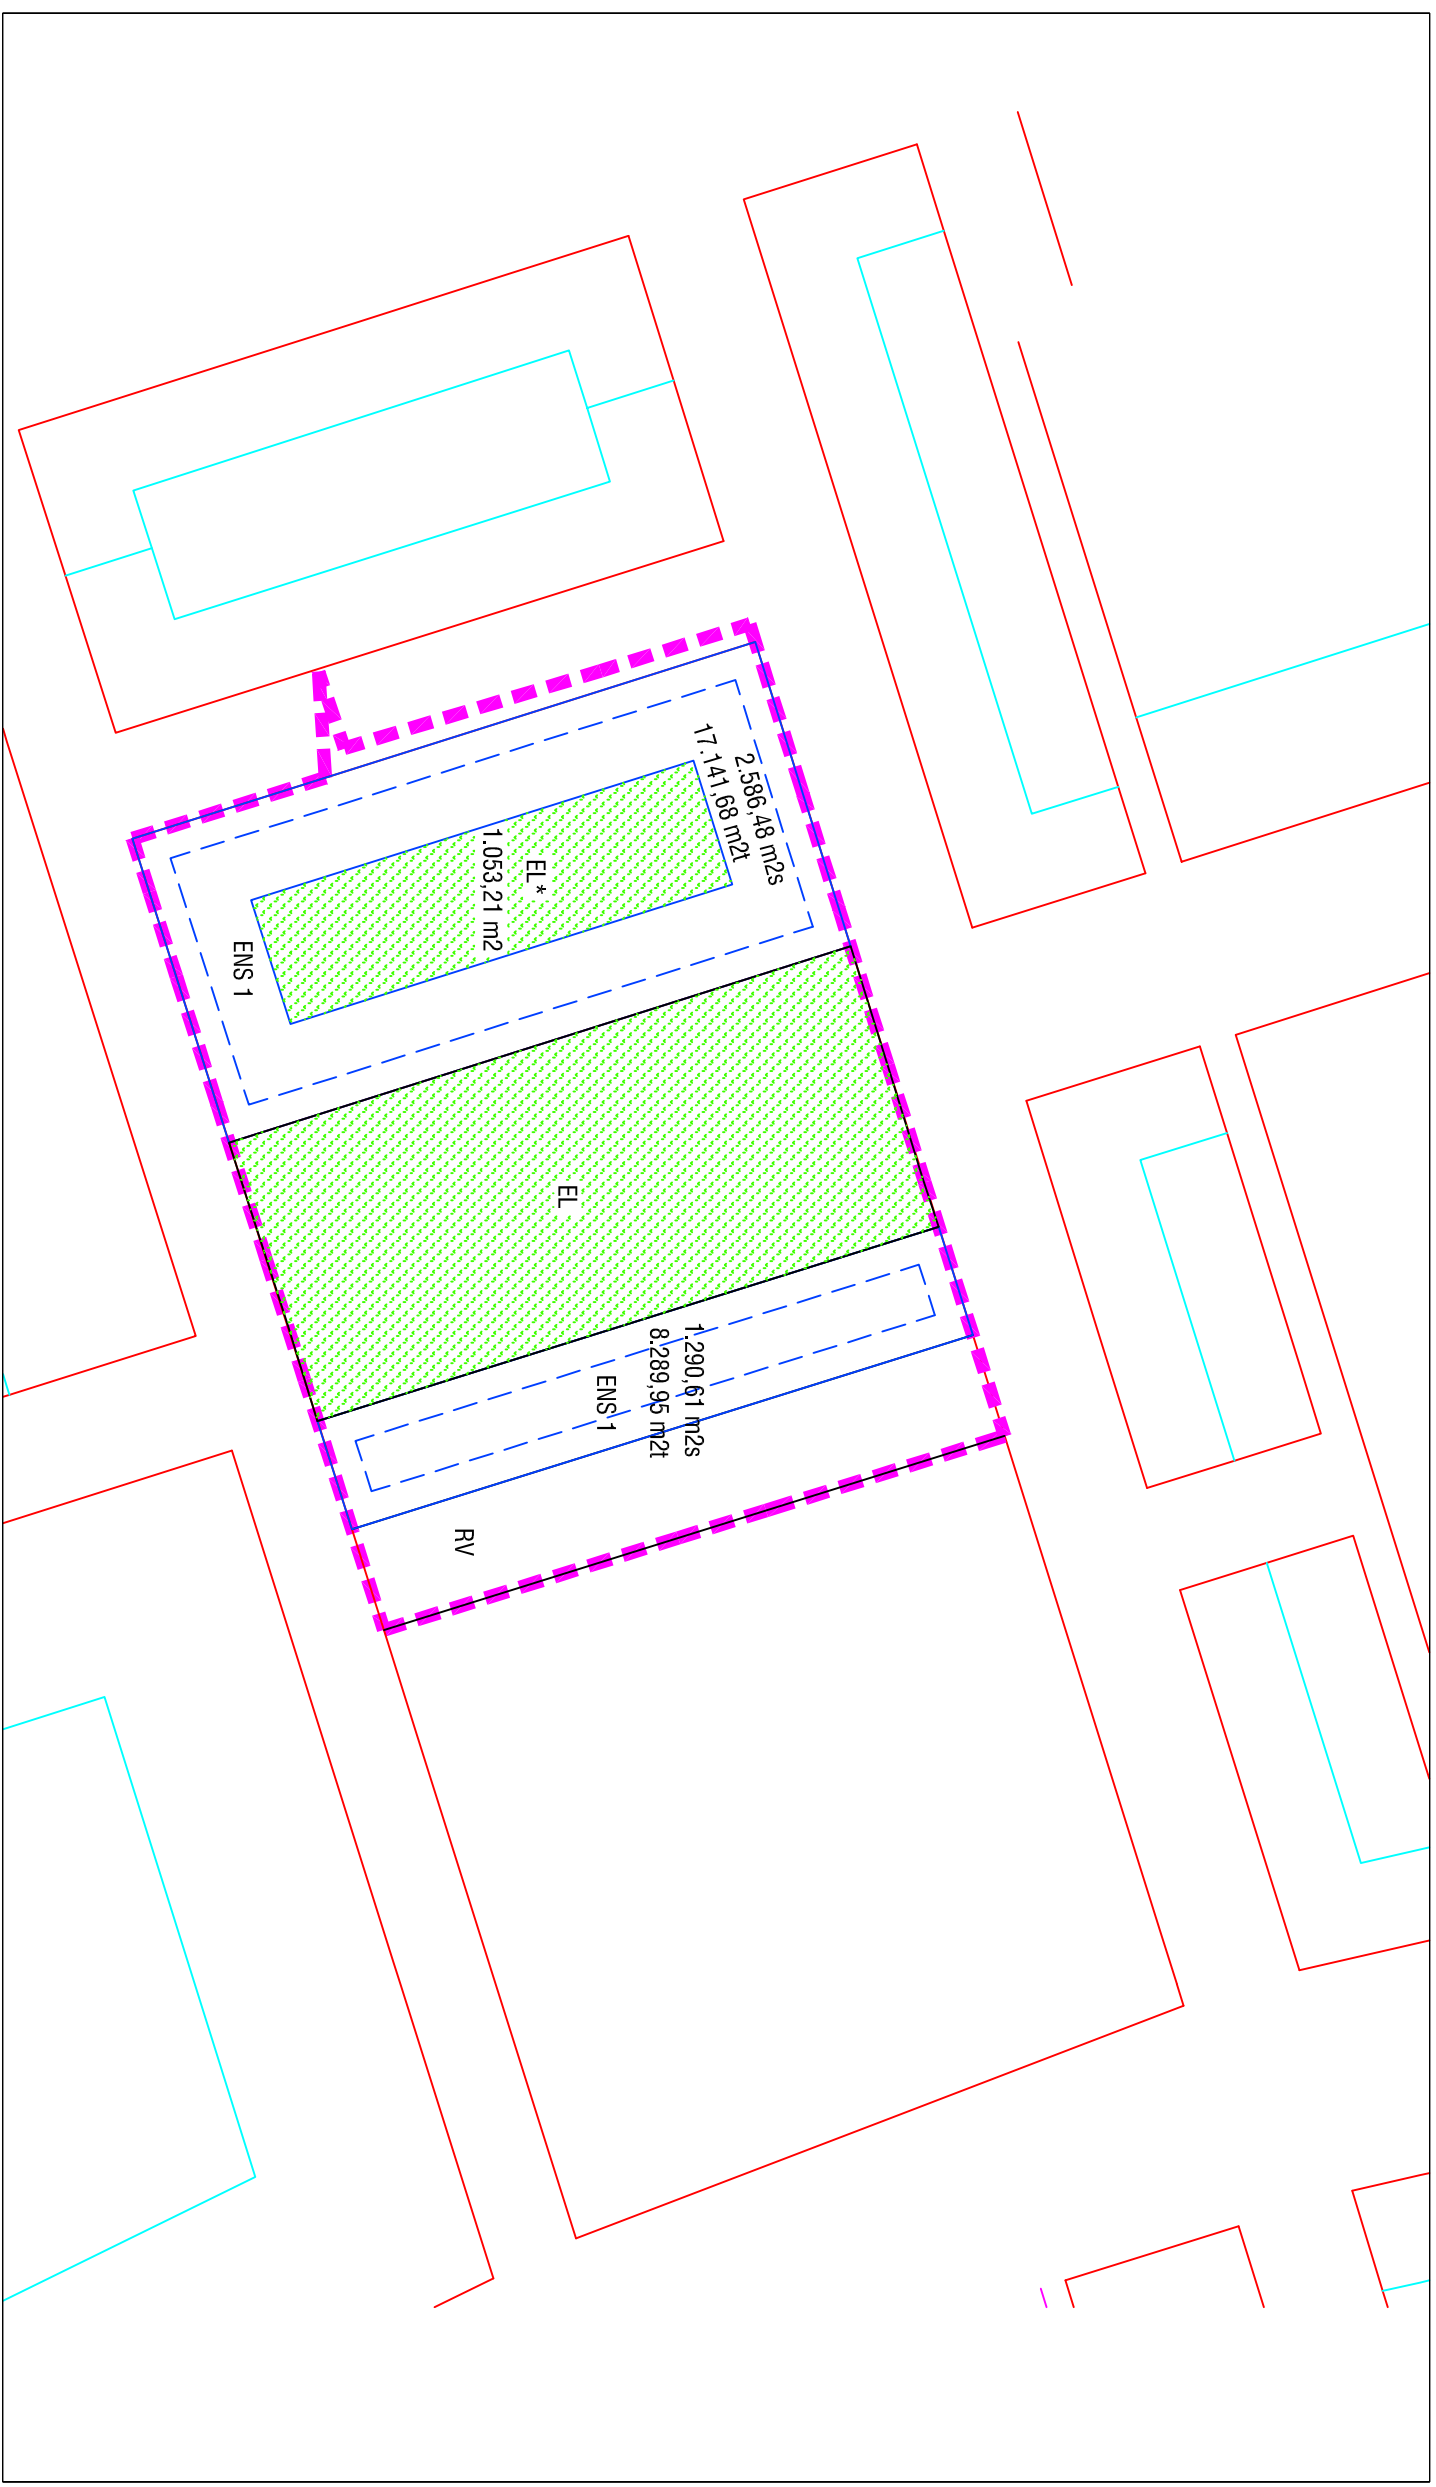 2.586,48 m2s
17.141,68 m2t
EL*
1.053,21 m2
ENS 1
EL
1.290,61 m2s
8.289,95 m2t
ENS 1
RV